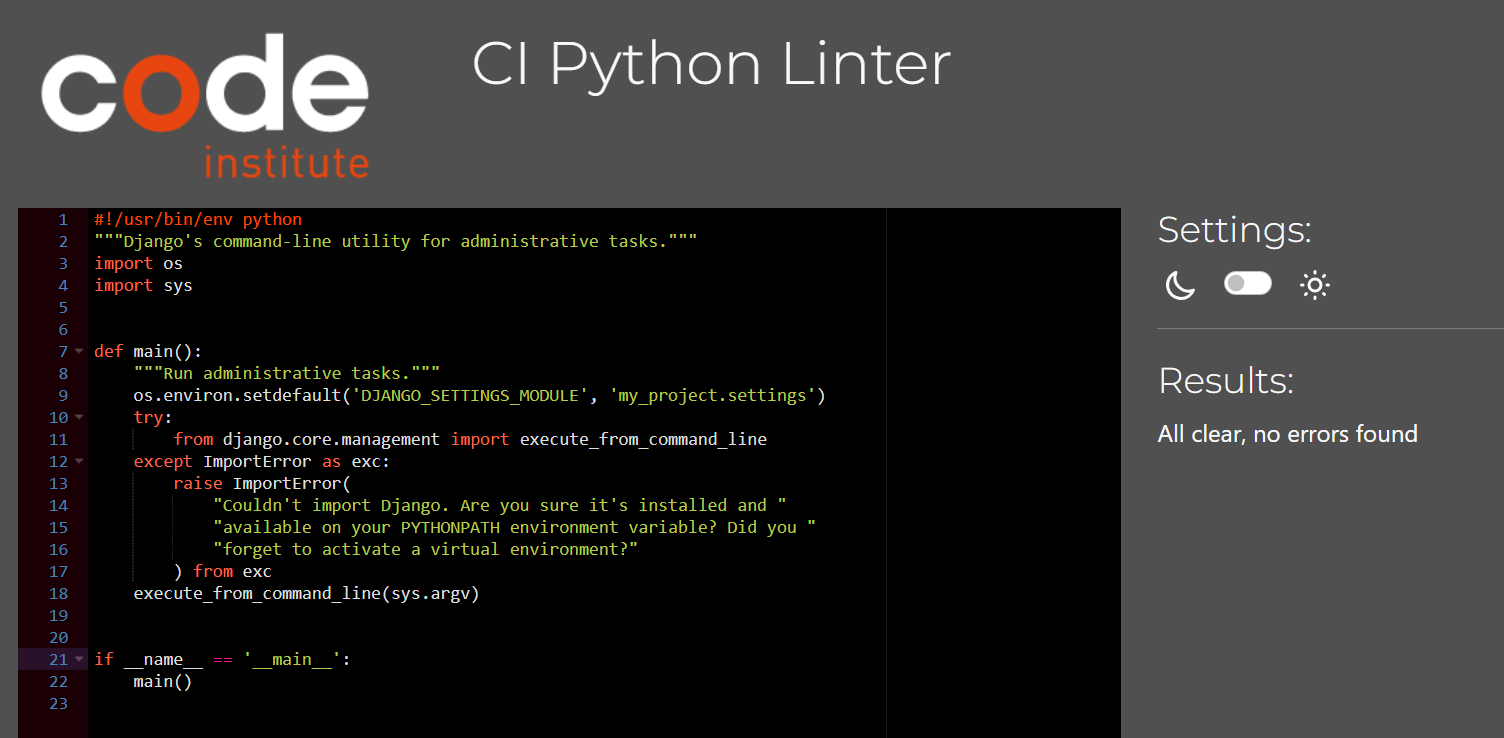 code
institute
CI Python Linter
1 #!/usr/bin/env python
2 """Django's command-line utility for administrative tasks."""
3 import os
4 import sys
5
6
7 def main():
8     """Run administrative tasks."""
9     os.environ.setdefault('DJANGO_SETTINGS_MODULE', 'my_project.settings')
10     try:
11         from django.core.management import execute_from_command_line
12     except ImportError as exc:
13         raise ImportError(
14             "Couldn't import Django. Are you sure it's installed and "
15             "available on your PYTHONPATH environment variable? Did you "
16             "forget to activate a virtual environment?"
17         ) from exc
18     execute_from_command_line(sys.argv)
19
20
21 if __name__ == '__main__':
22     main()
23
Settings:
Results:
All clear, no errors found